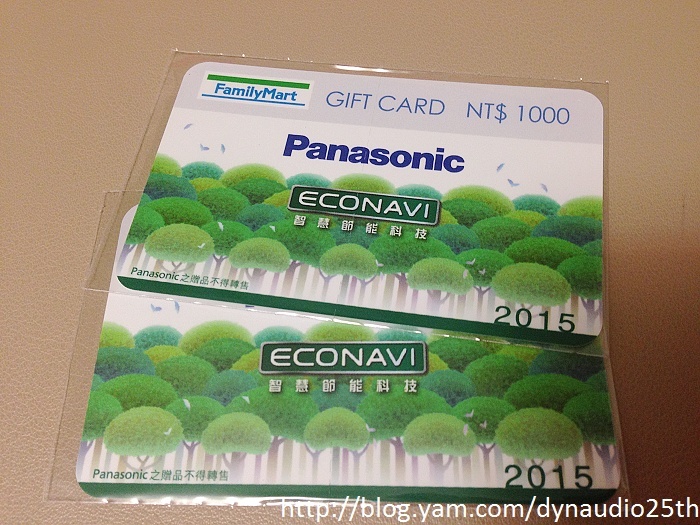 FamilyMart
GIFT CARD NT$ 1000
Panasonic
ECONAVI
智慧節能科技
Panasonic之贈品不得轉售
2015
ECONAVI
智慧節能科技
Panasonic之贈品不得轉售
2015
http://blog.yam.com/dynaudio25th